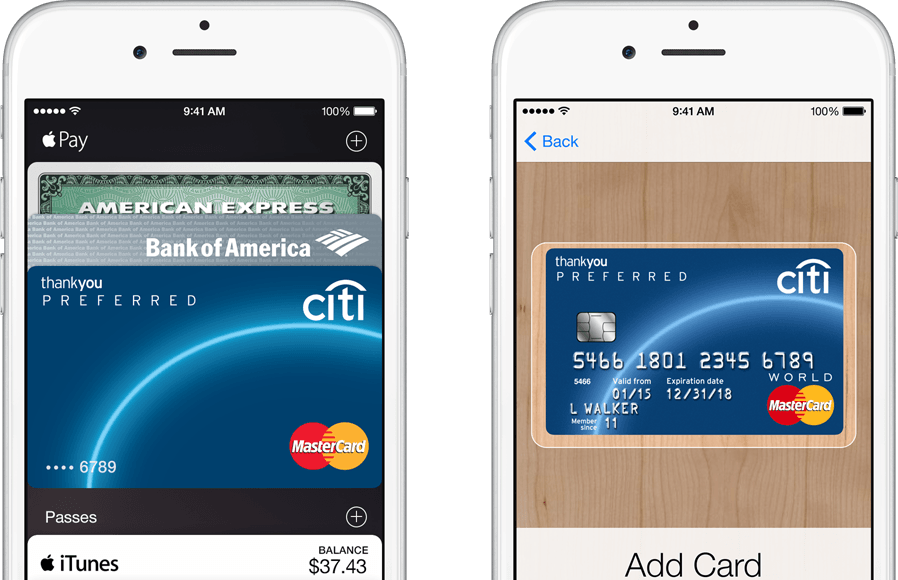 9:41 AM
100%
Pay
AMERICAN EXPRESS
Bank of America
thankyou
PREFERRED
citi
MasterCard
•••• 6789
Passes
iTunes
BALANCE
$37.43
9:41 AM
100%
Back
thankyou
PREFERRED
citi
5466 1801 2345 6789
5466
Valid from
Expiration date
01/15
12/31/18
WORLD
L WALKER
Member since 11
MasterCard
Add Card